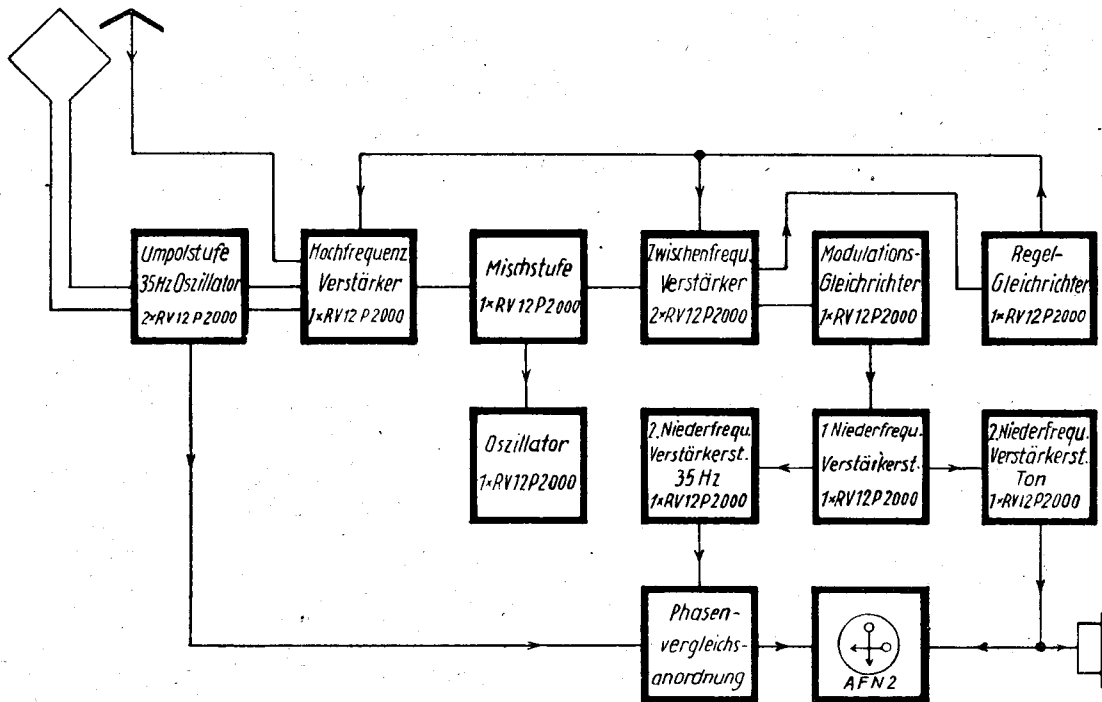 Umpolstufe
35Hz Oszillator
2×RV12P2000
Hochfrequenz
Verstärker
1×RV12P2000
Mischstufe
1×RV12P2000
Zwischenfrequ.
Verstärker
2×RV12P2000
Modulations-
Gleichrichter
1×RV12P2000
Regel-
Gleichrichter
1×RV12P2000
Oszillator
1×RV12P2000
2.Niederfrequ.
Verstärkerst.
35 Hz
1×RV12P2000
1 Niederfrequ.
Verstärkerst.
1×RV12P2000
2.Niederfrequ.
Verstärkerst.
Ton
1×RV12P2000
Phasen-
vergleichs-
anordnung
AFN2